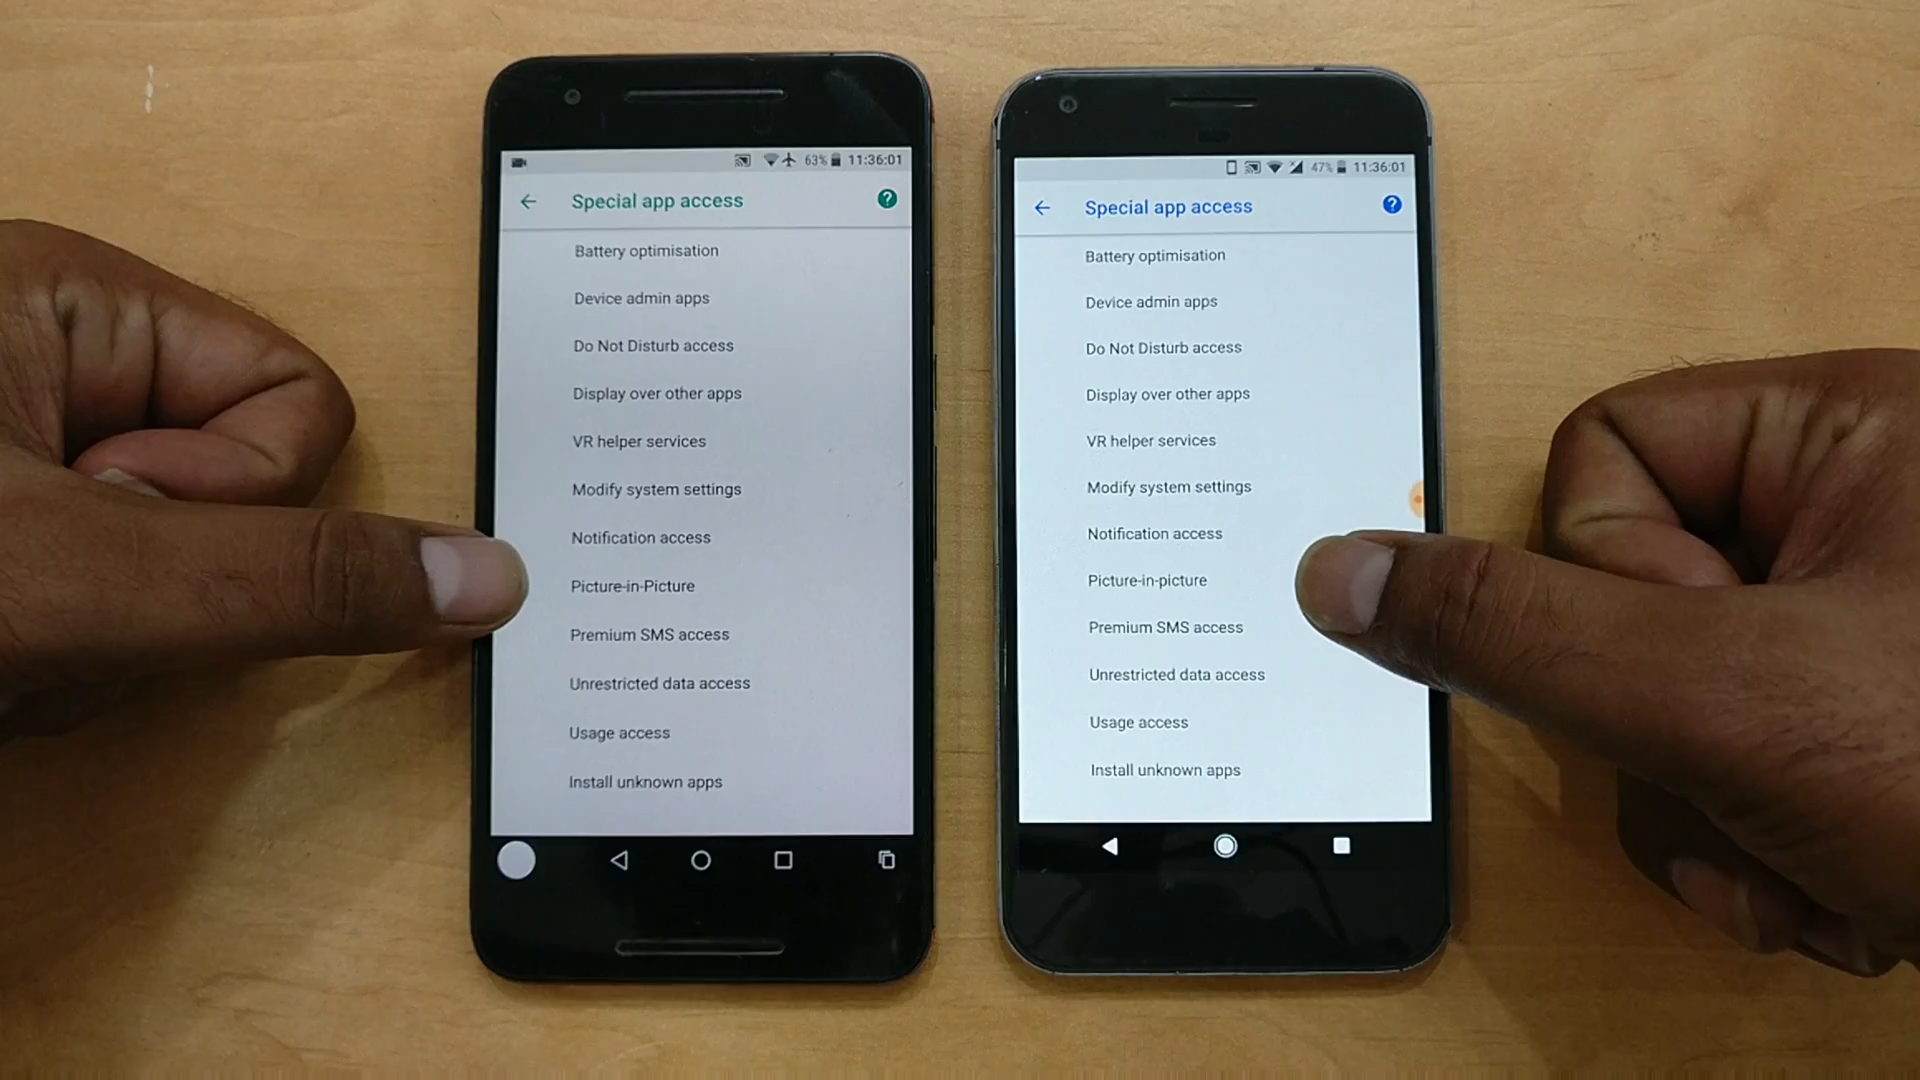 63% 11:36:01
Special app access
Battery optimisation
Device admin apps
Do Not Disturb access
Display over other apps
VR helper services
Modify system settings
Notification access
Picture-in-Picture
Premium SMS access
Unrestricted data access
Usage access
Install unknown apps
47% 11:36:01
Special app access
Battery optimisation
Device admin apps
Do Not Disturb access
Display over other apps
VR helper services
Modify system settings
Notification access
Picture-in-picture
Premium SMS access
Unrestricted data access
Usage access
Install unknown apps